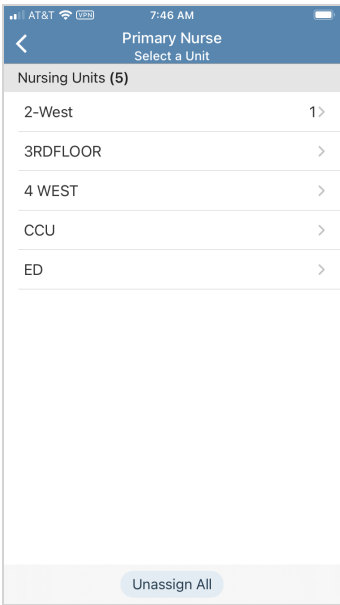 AT&T VPN 7:46 AM
Primary Nurse
Select a Unit
Nursing Units (5)
2-West 1
3RDFLOOR
4 WEST
CCU
ED
Unassign All